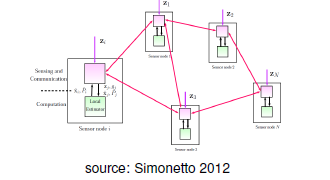 z₁
z₂
zᵢ
Sensor node 1
Sensor node 2
Sensing and
Communication
Computation
Local
Estimator
Sensor node i
z₃
z_N
Sensor node 3
Sensor node N
source: Simonetto 2012